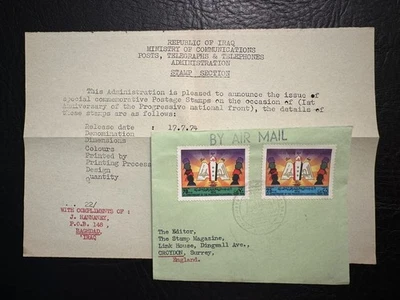 REPUBLIC OF IRAQ
MINISTRY OF COMMUNICATIONS
POSTS, TELEGRAPHS & TELEPHONES
ADMINISTRATION
STAMP SECTION
This Administration is pleased to announce the issue of
special commemorative Postage Stamps on the occasion of (1st
Anniversary of the Progressive national front), the details of
these stamps are as follows:
Release date : 17.7.74
Denomination
Dimensions
Colours
Printed by
Printing Process
Design
Quantity
22/
WITH COMPLEMENTS OF :
P.O.B. 148,
BAGHDAD,
IRAQ
BY AIR MAIL
The Editor,
The Stamp Magazine,
Link House, Dingwall Ave.,
CROYDON, Surrey.
England.